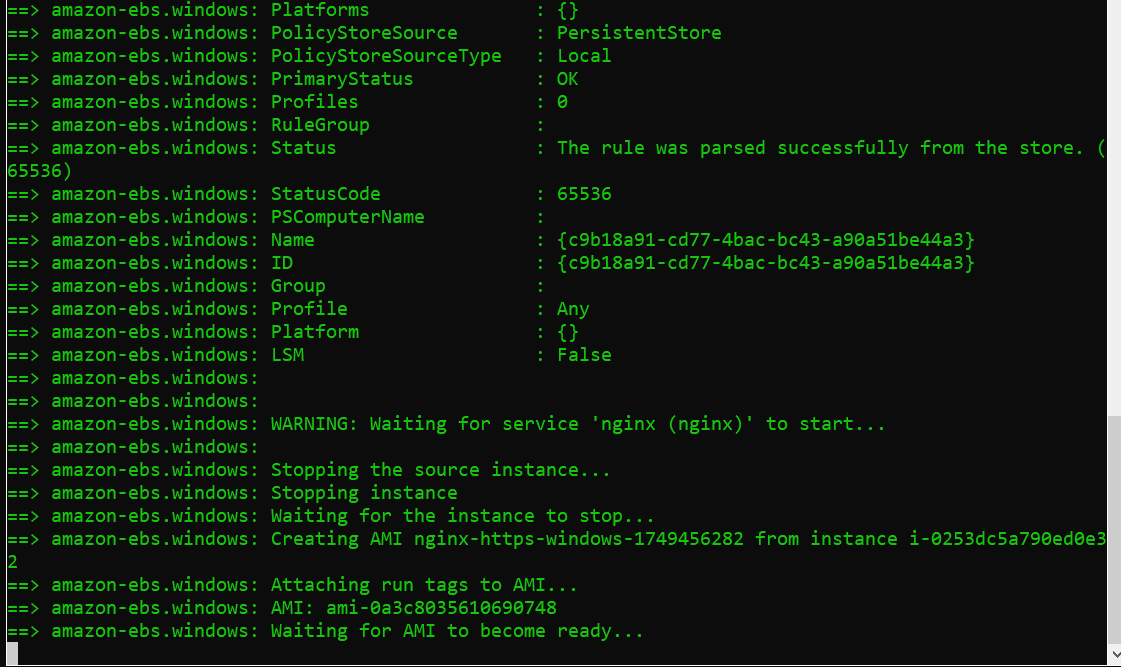 ==> amazon-ebs.windows: Platforms                : {}
==> amazon-ebs.windows: PolicyStoreSource        : PersistentStore
==> amazon-ebs.windows: PolicyStoreSourceType    : Local
==> amazon-ebs.windows: PrimaryStatus            : OK
==> amazon-ebs.windows: Profiles                 : 0
==> amazon-ebs.windows: RuleGroup                :
==> amazon-ebs.windows: Status                   : The rule was parsed successfully from the store. (
65536)
==> amazon-ebs.windows: StatusCode               : 65536
==> amazon-ebs.windows: PSComputerName           :
==> amazon-ebs.windows: Name                     : {c9b18a91-cd77-4bac-bc43-a90a51be44a3}
==> amazon-ebs.windows: ID                       : {c9b18a91-cd77-4bac-bc43-a90a51be44a3}
==> amazon-ebs.windows: Group                    :
==> amazon-ebs.windows: Profile                  : Any
==> amazon-ebs.windows: Platform                 : {}
==> amazon-ebs.windows: LSM                      : False
==> amazon-ebs.windows:
==> amazon-ebs.windows:
==> amazon-ebs.windows: WARNING: Waiting for service 'nginx (nginx)' to start...
==> amazon-ebs.windows:
==> amazon-ebs.windows: Stopping the source instance...
==> amazon-ebs.windows: Stopping instance
==> amazon-ebs.windows: Waiting for the instance to stop...
==> amazon-ebs.windows: Creating AMI nginx-https-windows-1749456282 from instance i-0253dc5a790ed0e3
2
==> amazon-ebs.windows: Attaching run tags to AMI...
==> amazon-ebs.windows: AMI: ami-0a3c8035610690748
==> amazon-ebs.windows: Waiting for AMI to become ready...